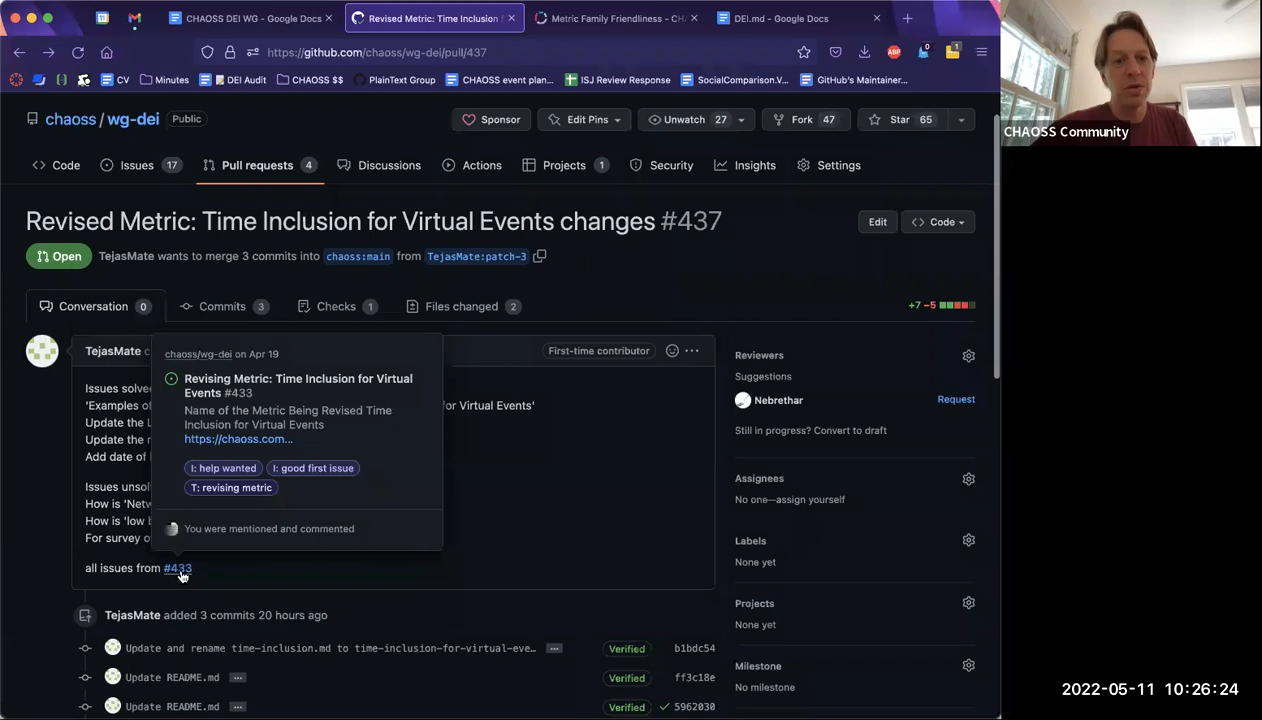 CHAOSS DEI WG - Google Docs
Revised Metric: Time Inclusion f
Metric Family Friendliness - CHA
DEI.md - Google Docs
https://github.com/chaoss/wg-dei/pull/437
ABP
0
1
CV
Minutes
DEI Audit
CHAOSS $$
PlainText Group
CHAOSS event plan...
ISJ Review Response
SocialComparison.V...
GitHub's Maintainer...
chaoss / wg-dei Public
Sponsor
Edit Pins
Unwatch 27
Fork 47
Star 65
Code
Issues 17
Pull requests 4
Discussions
Actions
Projects 1
Security
Insights
Settings
Revised Metric: Time Inclusion for Virtual Events changes #437
Edit
Code
Open
TejasMate wants to merge 3 commits into chaoss:main from TejasMate:patch-3
Conversation 0
Commits 3
Checks 1
Files changed 2
+7 −5
TejasMate c
First-time contributor
Issues solve
'Examples of
or Virtual Events'
Update the L
Update the r
Add date of
Issues unsol
How is 'Netw
How is 'low b
For survey o
all issues from #433
chaoss/wg-dei on Apr 19
Revising Metric: Time Inclusion for Virtual
Events #433
Name of the Metric Being Revised Time
Inclusion for Virtual Events
https://chaoss.com...
I: help wanted
I: good first issue
T: revising metric
You were mentioned and commented
TejasMate added 3 commits 20 hours ago
Update and rename time-inclusion.md to time-inclusion-for-virtual-eve…
Verified
b1bdc54
Update README.md
Verified
ff3c18e
Update README.md
Verified
5962030
Reviewers
Suggestions
Nebrethar
Request
Still in progress? Convert to draft
Assignees
No one—assign yourself
Labels
None yet
Projects
None yet
Milestone
No milestone
CHAOSS Community
2022-05-11 10:26:24